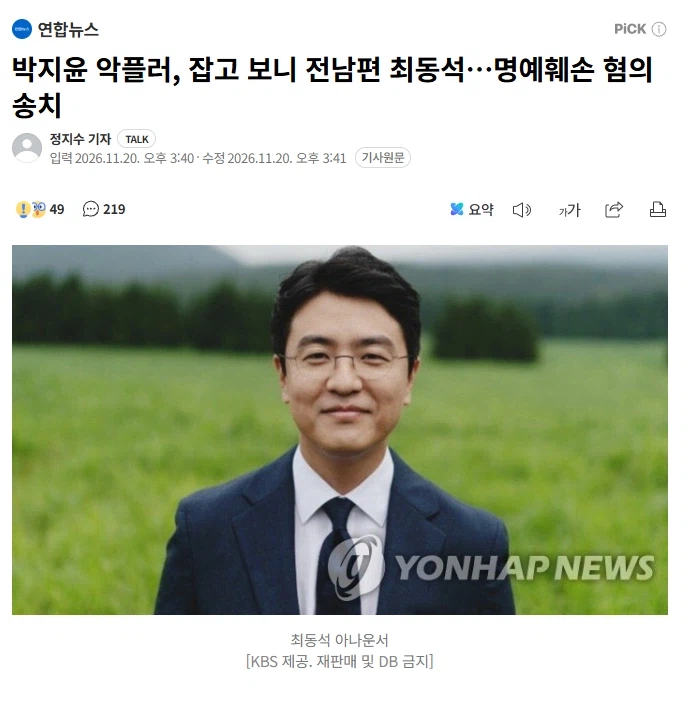 연합뉴스
PiCK
박지윤 악플러, 잡고 보니 전남편 최동석…명예훼손 혐의
송치
정지수 기자 TALK
입력 2026.11.20. 오후 3:40 · 수정 2026.11.20. 오후 3:41 기사원문
49 219 요약 가가
YONHAP NEWS
최동석 아나운서
[KBS 제공. 재판매 및 DB 금지]